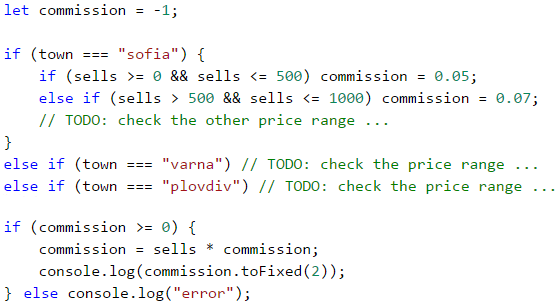 let commission = -1;

if (town === "sofia") {
    if (sells >= 0 && sells <= 500) commission = 0.05;
    else if (sells > 500 && sells <= 1000) commission = 0.07;
    // TODO: check the other price range ...
}
else if (town === "varna") // TODO: check the price range ...
else if (town === "plovdiv") // TODO: check the price range ...

if (commission >= 0) {
    commission = sells * commission;
    console.log(commission.toFixed(2));
} else console.log("error");